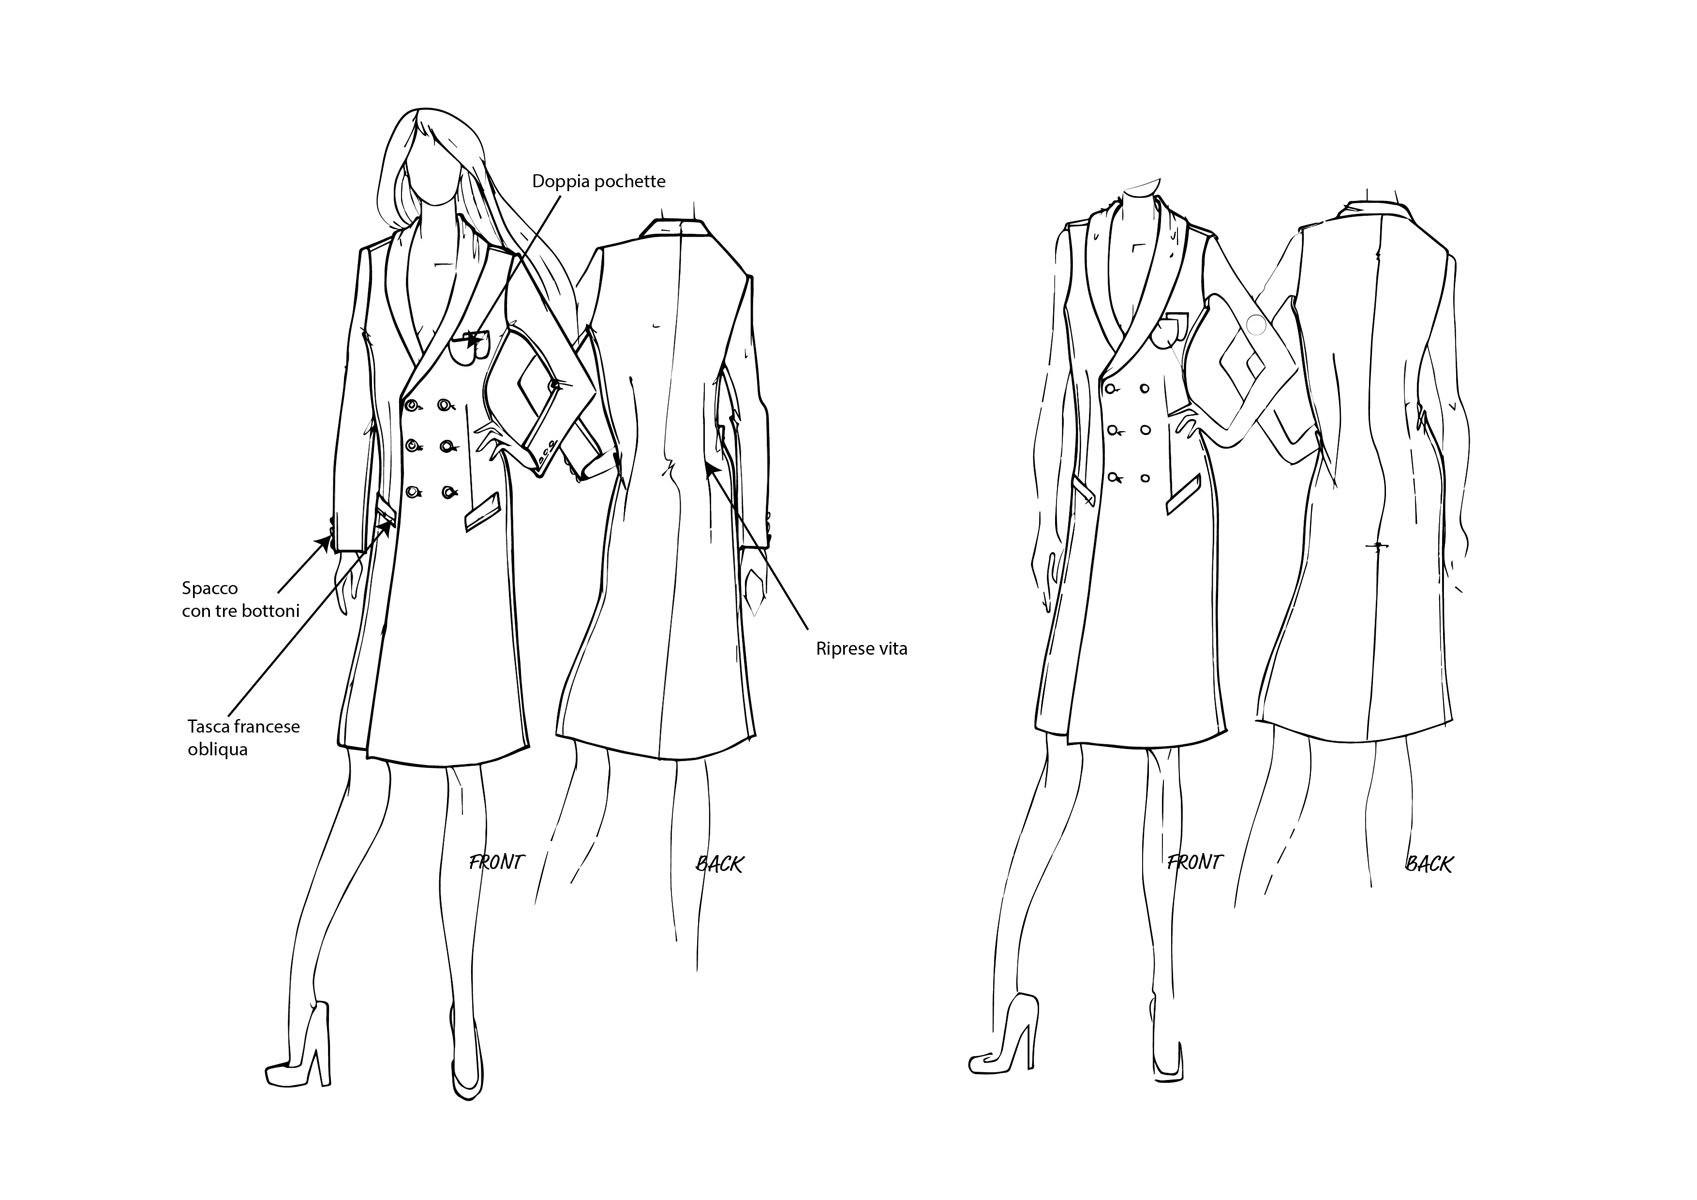 Doppia pochette
Spacco
con tre bottoni
Riprese vita
Tasca francese
obliqua
FRONT
BACK
FRONT
BACK